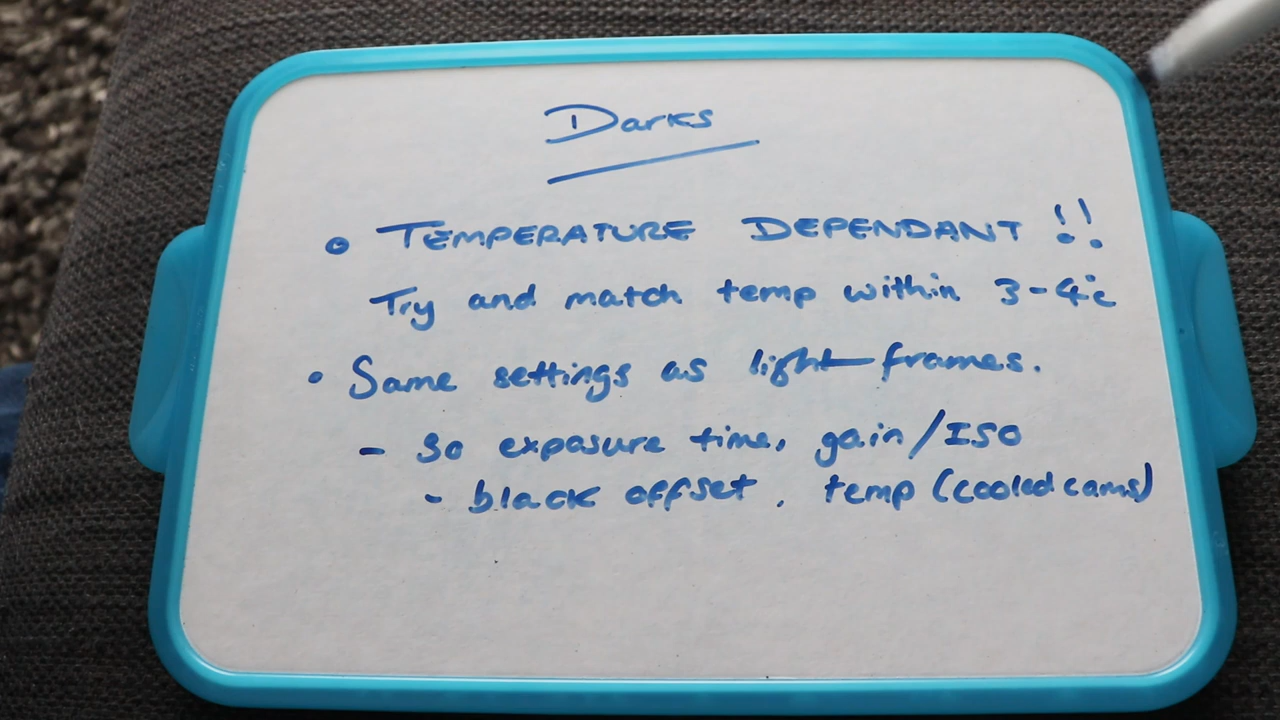 Darks
• TEMPERATURE DEPENDANT !!
Try and match temp within 3-4°c
• Same settings as light frames.
- so exposure time, gain/ISO
- black offset, temp (cooled cams)